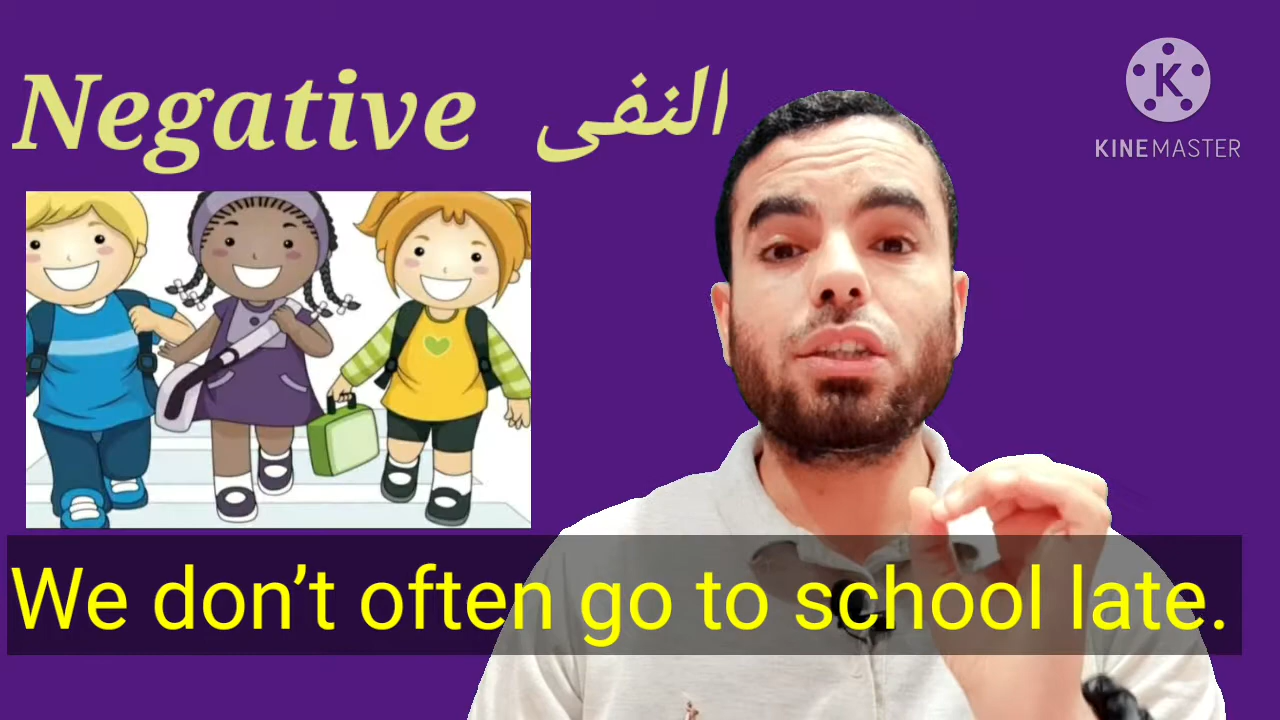 Negative النفى
KINEMASTER
We don’t often go to school late.